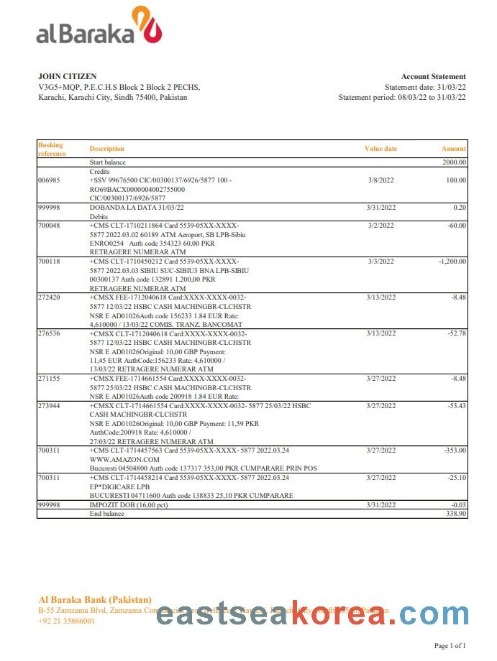 al Baraka
JOHN CITIZEN
V3G5+MQP, P.E.C.H.S Block 2 Block 2 PECHS,
Karachi, Karachi City, Sindh 75400, Pakistan
Account Statement
Statement date: 31/03/22
Statement period: 08/03/22 to 31/03/22
Booking reference Description Value date Amount
Start balance 2000.00
Credits
006985 +SSV 99676500 CIC/00300137/6926/5877 100 - 3/8/2022 100.00
RO69BACX0000004002755000
CIC/00300137/6926/5877
999998 DOBANDA LA DATA 31/03/22 3/31/2022 0.20
Debits
700048 +CMS CLT-1710211864 Card 5539-05XX-XXXX- 3/2/2022 -60.00
5877 2022.03.02 60189 ATM Aeroport, SB LPB-Sibiu
ENRO0254 Auth code 354323 60,00 PKR
RETRAGERE NUMERAR ATM
700118 +CMS CLT-1710450212 Card 5539-05XX-XXXX- 3/3/2022 -1,200.00
5877 2022.03.03 SIBIU SUC-SIBIU3 BNA LPB-SIBIU
00300137 Auth code 132891 1.200,00 PKR
RETRAGERE NUMERAR ATM
272420 +CMSX FEE-1712040618 Card:XXXX-XXXX-0032- 3/13/2022 -8.48
5877 12/03/22 HSBC CASH MACHINGBR-CLCHSTR
NSR E AD01026Auth code 156233 1.84 EUR Rate:
4,610000 / 13/03/22 COMIS. TRANZ. BANCOMAT
276536 +CMSX CLT-1712040618 Card:XXXX-XXXX-0032- 3/13/2022 -52.78
5877 12/03/22 HSBC CASH MACHINGBR-CLCHSTR
NSR E AD01026Original: 10,00 GBP Payment:
11,45 EUR AuthCode:156233 Rate: 4,610000 /
13/03/22 RETRAGERE NUMERAR ATM
271155 +CMSX FEE-1714661554 Card:XXXX-XXXX-0032- 3/27/2022 -8.48
5877 25/03/22 HSBC CASH MACHINGBR-CLCHSTR
NSR E AD01026Auth code 200918 1.84 EUR Rate:
273944 +CMSX CLT-1714661554 Card:XXXX-XXXX-0032- 5877 25/03/22 HSBC 3/27/2022 -53.43
CASH MACHINGBR-CLCHSTR
NSR E AD01026Original: 10,00 GBP Payment: 11,59 PKR
AuthCode:200918 Rate: 4,610000 /
27/03/22 RETRAGERE NUMERAR ATM
700311 +CMS CLT-1714457563 Card 5539-05XX-XXXX- 5877 2022.03.24 3/27/2022 -353.00
WWW.AMAZON.COM
Bucuresti 04504800 Auth code 137317 353,00 PKR CUMPARARE PRIN POS
700311 +CMS CLT-1714458214 Card 5539-05XX-XXXX- 5877 2022.03.24 3/27/2022 -25.10
EP*DIGICARE LPB
BUCURESTI 04711600 Auth code 138833 25,10 PKR CUMPARARE
999998 IMPOZIT DOB (16,00 pct) 3/31/2022 -0.03
End balance 338.90
Al Baraka Bank (Pakistan)
B-55 Zamzama Blvd, Zamzama
+92 21 35866001
eastseakorea.com
Page 1 of 1